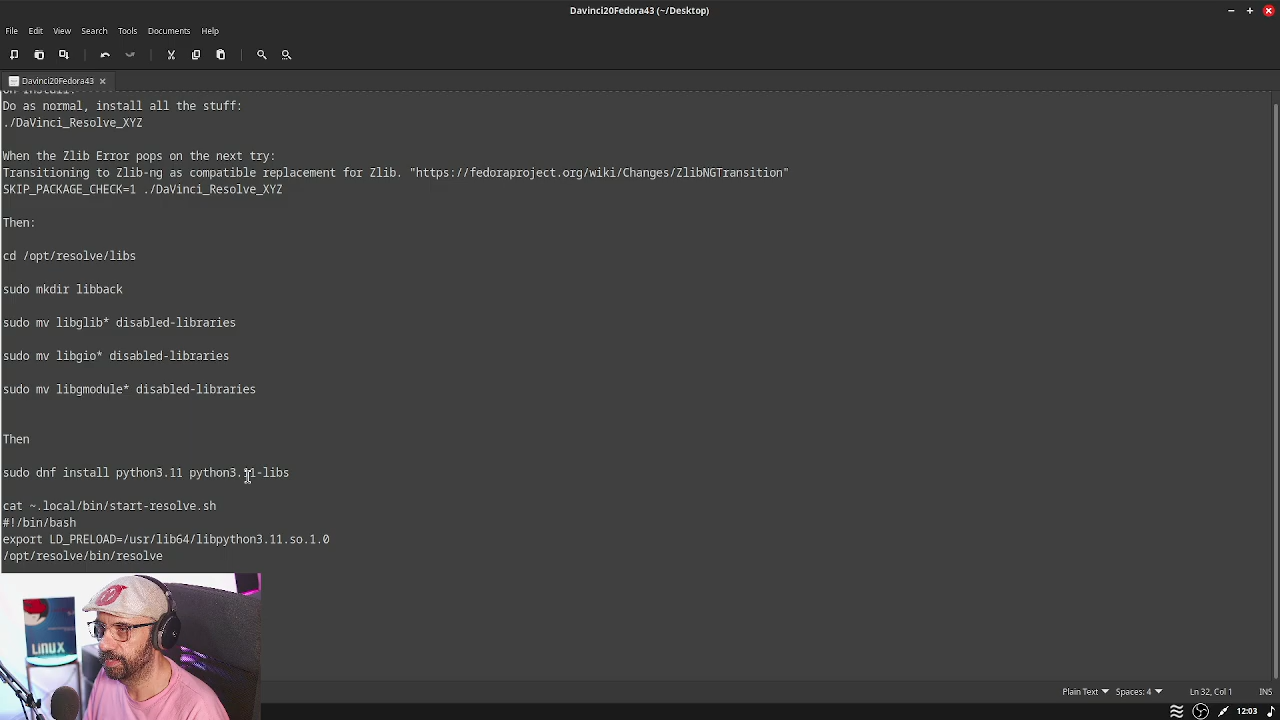 Davinci20Fedora43 (~/Desktop)
File Edit View Search Tools Documents Help
Davinci20Fedora43
On Install:
Do as normal, install all the stuff:
./DaVinci_Resolve_XYZ
When the Zlib Error pops on the next try:
Transitioning to Zlib-ng as compatible replacement for Zlib. "https://fedoraproject.org/wiki/Changes/ZlibNGTransition"
SKIP_PACKAGE_CHECK=1 ./DaVinci_Resolve_XYZ
Then:
cd /opt/resolve/libs
sudo mkdir libback
sudo mv libglib* disabled-libraries
sudo mv libgio* disabled-libraries
sudo mv libgmodule* disabled-libraries
Then
sudo dnf install python3.11 python3.11-libs
cat ~.local/bin/start-resolve.sh
#!/bin/bash
export LD_PRELOAD=/usr/lib64/libpython3.11.so.1.0
/opt/resolve/bin/resolve
LiNUX
Plain Text Spaces: 4 Ln 32, Col 1 INS
12:03